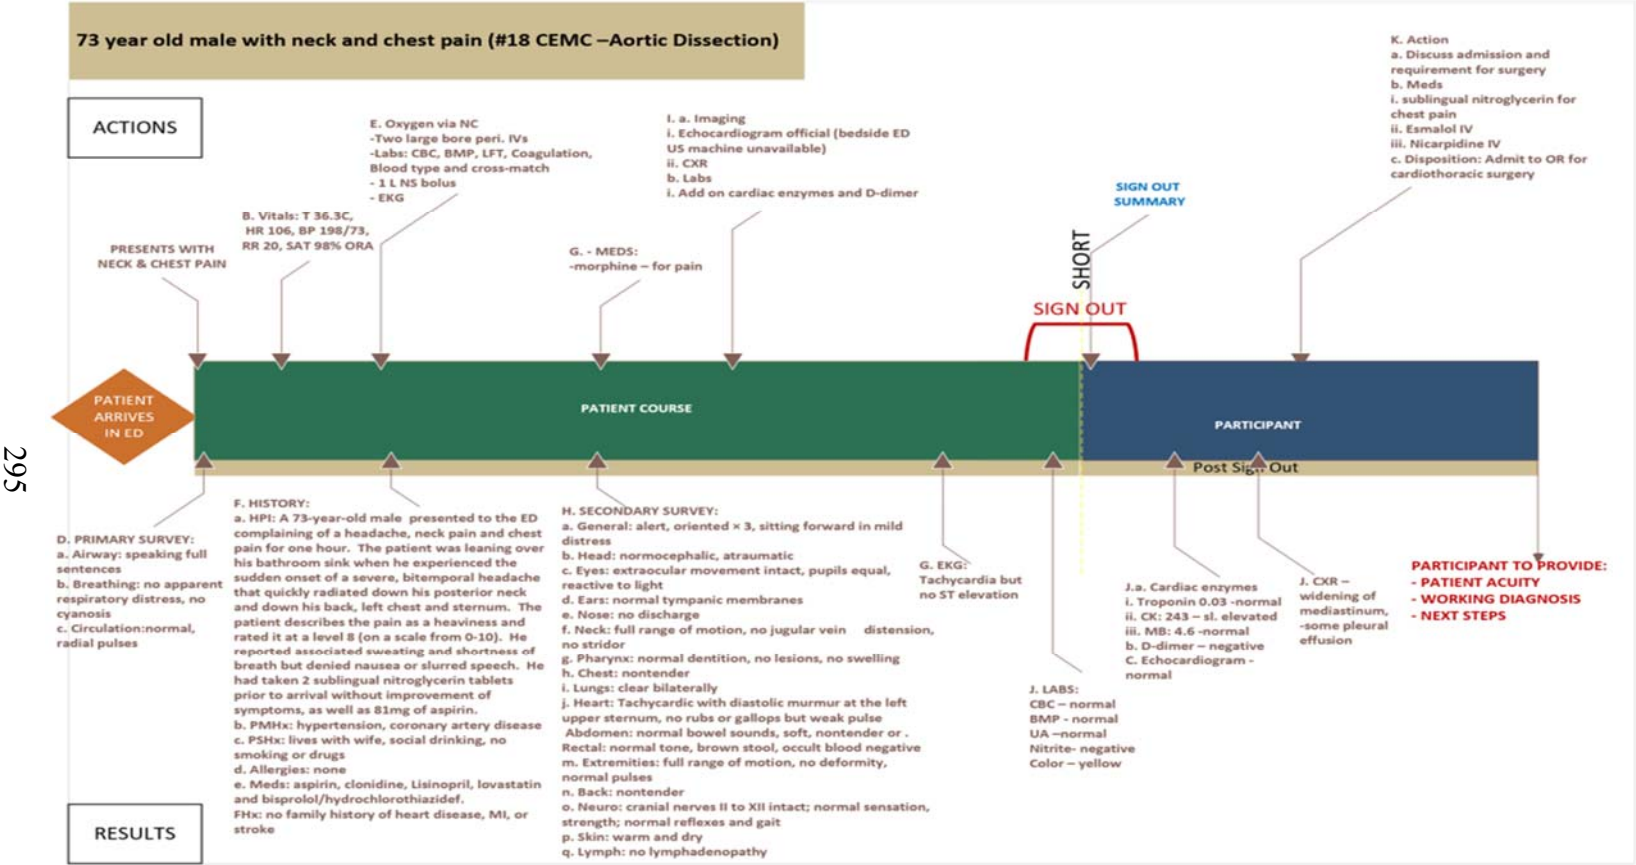 73 year old male with neck and chest pain (#18 CEMC –Aortic Dissection)
ACTIONS
PRESENTS WITH
NECK & CHEST PAIN
B. Vitals: T 36.3C,
HR 106, BP 198/73,
RR 20, SAT 98% ORA
E. Oxygen via NC
-Two large bore peri. IVs
-Labs: CBC, BMP, LFT, Coagulation,
Blood type and cross-match
- 1 L NS bolus
- EKG
G. - MEDS:
-morphine – for pain
I. a. Imaging
i. Echocardiogram official (bedside ED
US machine unavailable)
ii. CXR
b. Labs
i. Add on cardiac enzymes and D-dimer
SIGN OUT
SUMMARY
SHORT
SIGN OUT
K. Action
a. Discuss admission and
requirement for surgery
b. Meds
i. sublingual nitroglycerin for
chest pain
ii. Esmalol IV
iii. Nicarpidine IV
c. Disposition: Admit to OR for
cardiothoracic surgery
PATIENT
ARRIVES
IN ED
PATIENT COURSE
PARTICIPANT
Post Sign Out
295
D. PRIMARY SURVEY:
a. Airway: speaking full
sentences
b. Breathing: no apparent
respiratory distress, no
cyanosis
c. Circulation:normal,
radial pulses
F. HISTORY:
a. HPI: A 73-year-old male presented to the ED
complaining of a headache, neck pain and chest
pain for one hour. The patient was leaning over
his bathroom sink when he experienced the
sudden onset of a severe, bitemporal headache
that quickly radiated down his posterior neck
and down his back, left chest and sternum. The
patient describes the pain as a heaviness and
rated it at a level 8 (on a scale from 0-10). He
reported associated sweating and shortness of
breath but denied nausea or slurred speech. He
had taken 2 sublingual nitroglycerin tablets
prior to arrival without improvement of
symptoms, as well as 81mg of aspirin.
b. PMHx: hypertension, coronary artery disease
c. PSHx: lives with wife, social drinking, no
smoking or drugs
d. Allergies: none
e. Meds: aspirin, clonidine, Lisinopril, lovastatin
and bisprolol/hydrochlorothiazidef.
FHx: no family history of heart disease, MI, or
stroke
H. SECONDARY SURVEY:
a. General: alert, oriented × 3, sitting forward in mild
distress
b. Head: normocephalic, atraumatic
c. Eyes: extraocular movement intact, pupils equal,
reactive to light
d. Ears: normal tympanic membranes
e. Nose: no discharge
f. Neck: full range of motion, no jugular vein distension,
no stridor
g. Pharynx: normal dentition, no lesions, no swelling
h. Chest: nontender
i. Lungs: clear bilaterally
j. Heart: Tachycardic with diastolic murmur at the left
upper sternum, no rubs or gallops but weak pulse
Abdomen: normal bowel sounds, soft, nontender or .
Rectal: normal tone, brown stool, occult blood negative
m. Extremities: full range of motion, no deformity,
normal pulses
n. Back: nontender
o. Neuro: cranial nerves II to XII intact; normal sensation,
strength; normal reflexes and gait
p. Skin: warm and dry
q. Lymph: no lymphadenopathy
G. EKG:
Tachycardia but
no ST elevation
J. LABS:
CBC – normal
BMP - normal
UA –normal
Nitrite- negative
Color – yellow
J.a. Cardiac enzymes
i. Troponin 0.03 -normal
ii. CK: 243 – sl. elevated
iii. MB: 4.6 -normal
b. D-dimer – negative
C. Echocardiogram -
normal
J. CXR –
widening of
mediastinum,
-some pleural
effusion
PARTICIPANT TO PROVIDE:
- PATIENT ACUITY
- WORKING DIAGNOSIS
- NEXT STEPS
RESULTS